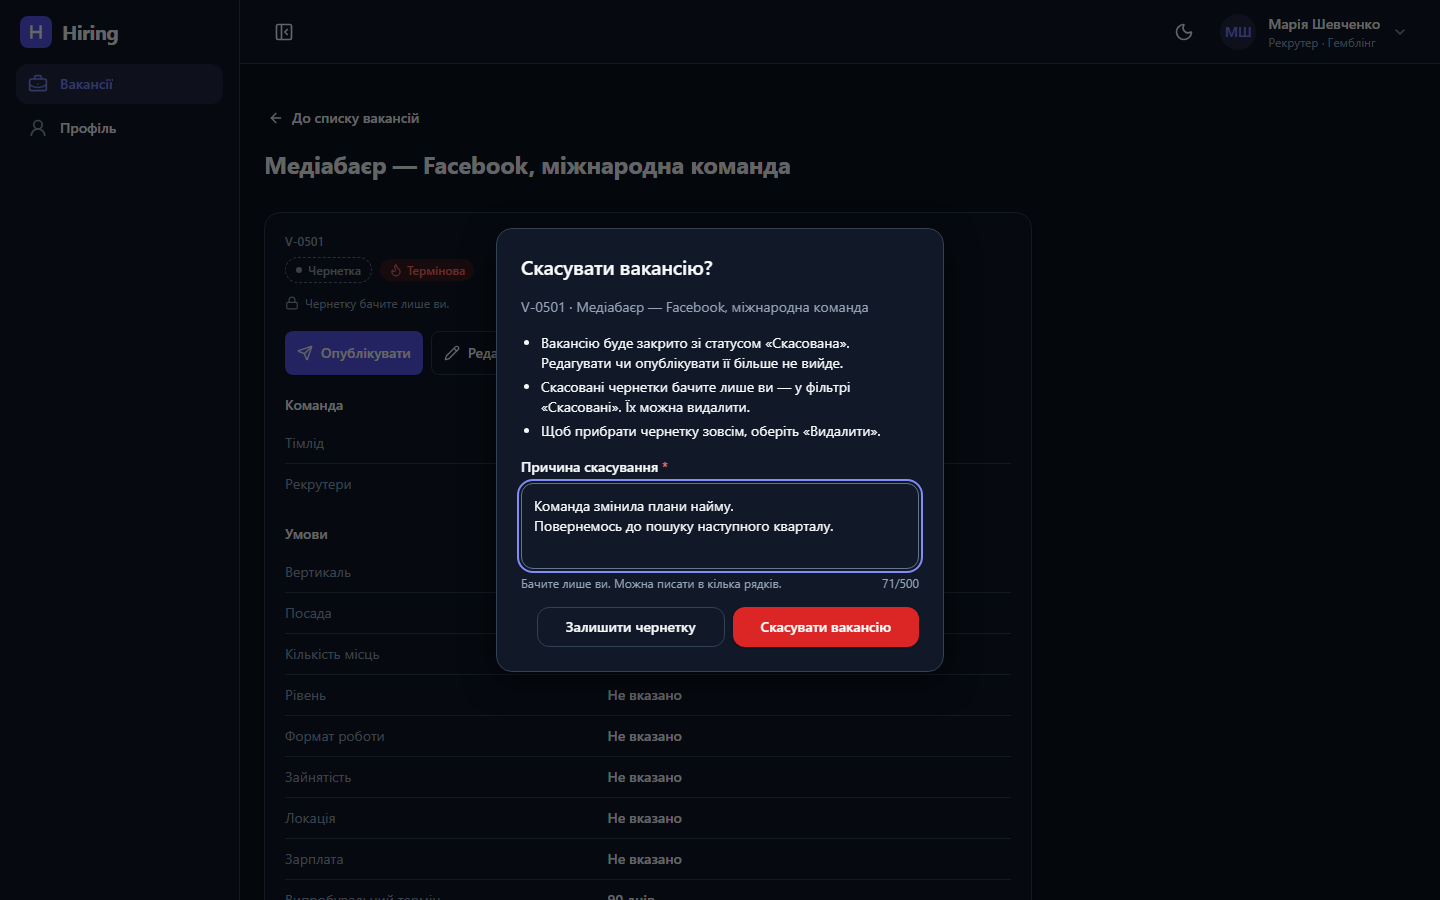 H Hiring
Вакансії
Профіль
МШ
Марія Шевченко
Рекрутер · Гемблінг
До списку вакансій
Медіабаєр — Facebook, міжнародна команда
V-0501
Чернетка
Термінова
Чернетку бачите лише ви.
Опублікувати
Реда
Команда
Тімлід
Рекрутери
Умови
Вертикаль
Посада
Кількість місць
Рівень Не вказано
Формат роботи Не вказано
Зайнятість Не вказано
Локація Не вказано
Зарплата Не вказано
Випробувальний термін 90 днів
Скасувати вакансію?
V-0501 · Медіабаєр — Facebook, міжнародна команда
Вакансію буде закрито зі статусом «Скасована».
Редагувати чи опублікувати її більше не вийде.
Скасовані чернетки бачите лише ви — у фільтрі
«Скасовані». Їх можна видалити.
Щоб прибрати чернетку зовсім, оберіть «Видалити».
Причина скасування *
Команда змінила плани найму.
Повернемось до пошуку наступного кварталу.
Бачите лише ви. Можна писати в кілька рядків. 71/500
Залишити чернетку
Скасувати вакансію